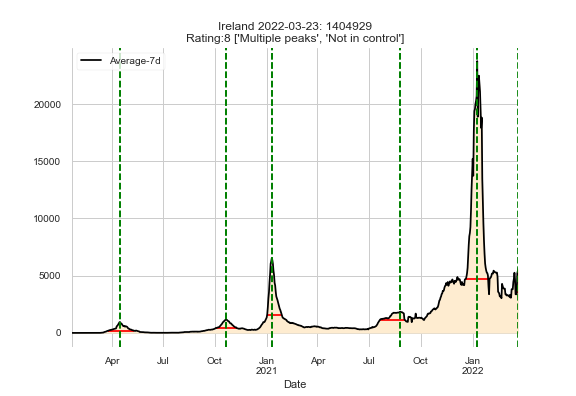 Ireland 2022-03-23: 1404929
Rating:8 ['Multiple peaks', 'Not in control']
Average-7d
20000
15000
10000
5000
0
Apr Jul Oct Jan Apr Jul Oct Jan
2021 2022
Date